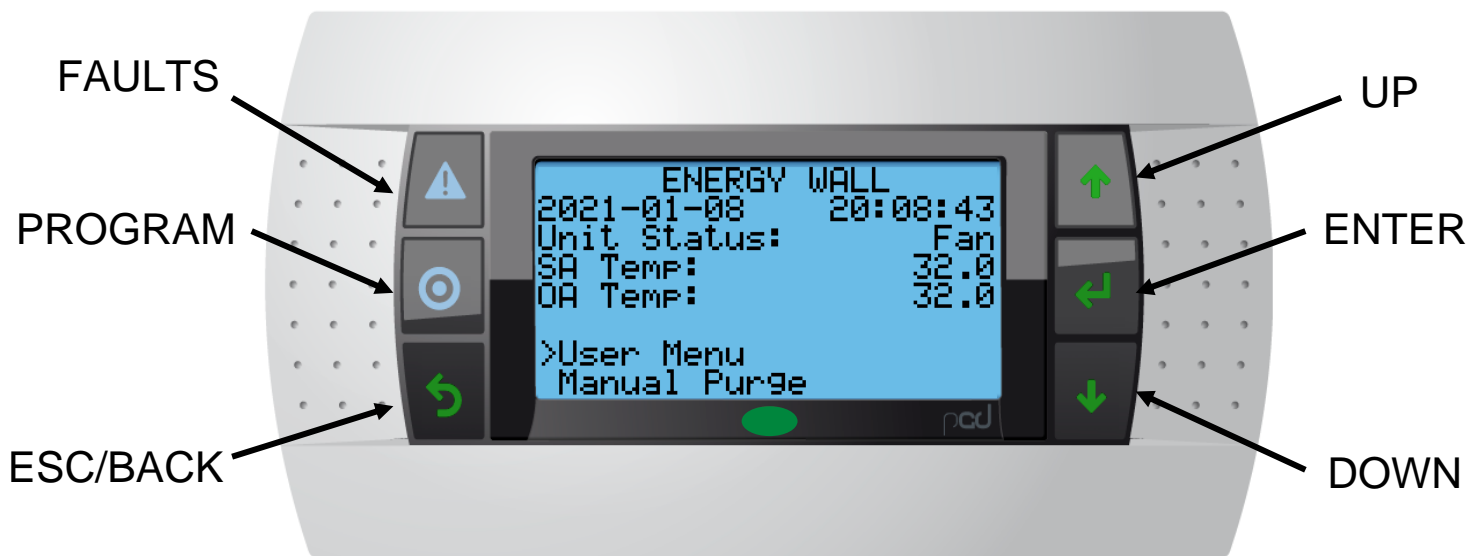 FAULTS
PROGRAM
ESC/BACK
ENERGY WALL
2021-01-08 20:08:43
Unit Status: Fan
SA Temp: 32.0
OA Temp: 32.0
>User Menu
Manual Purge
pGD
UP
ENTER
DOWN